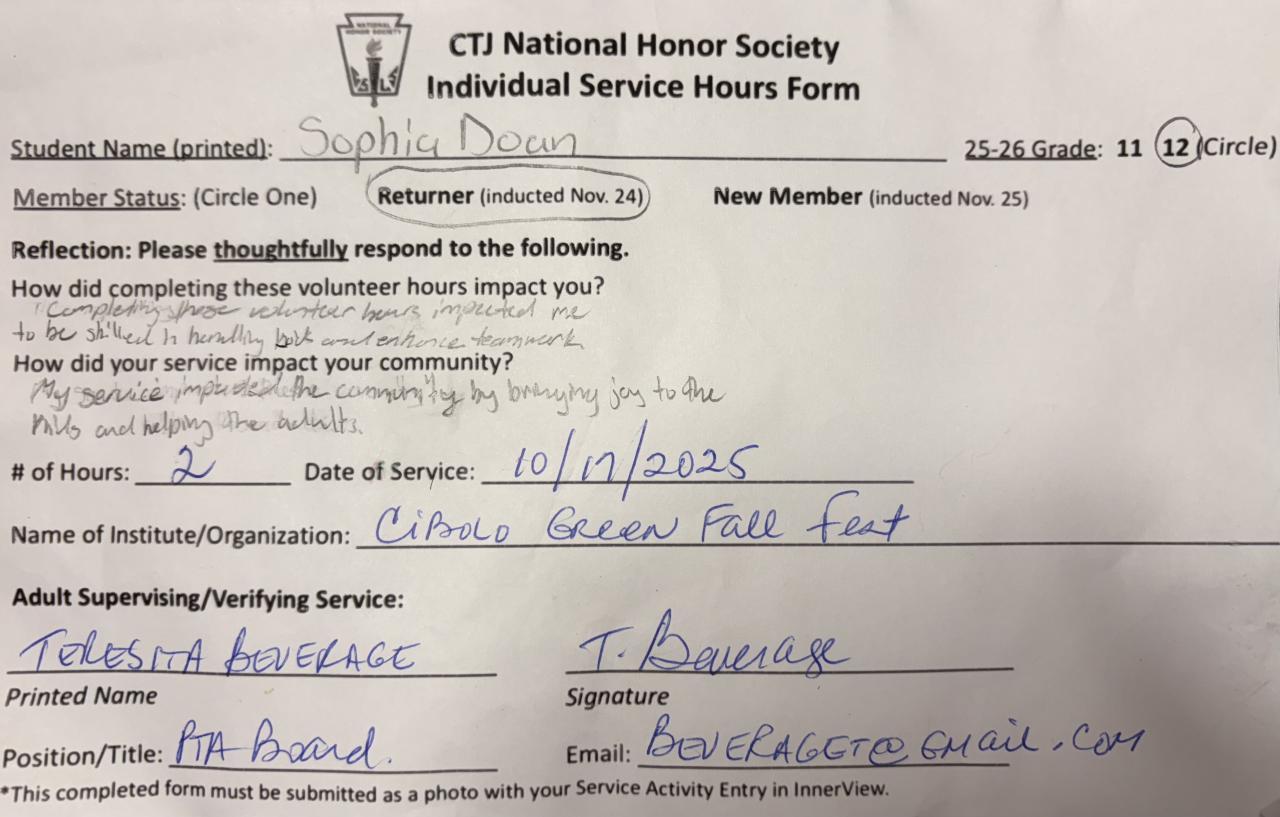 NATIONAL
HONOR SOCIETY
S L
CTJ National Honor Society
Individual Service Hours Form
Student Name (printed): Sophia Doan 25-26 Grade: 11 12 (Circle)
Member Status: (Circle One) Returner (inducted Nov. 24) New Member (inducted Nov. 25)
Reflection: Please thoughtfully respond to the following.
How did completing these volunteer hours impact you?
Completing these volunteer hours impacted me
to be skilled in handling and enhance teamwork
How did your service impact your community?
My service impacted the community by bringing joy to the
kids and helping the adults.
# of Hours: 2 Date of Service: 10/17/2025
Name of Institute/Organization: CiBOLO GREEN Fall Fest
Adult Supervising/Verifying Service:
TERESITA BEVERAGE T. Beverage
Printed Name Signature
Position/Title: PTA Board. Email: BEVERAGET@GMail.COM
*This completed form must be submitted as a photo with your Service Activity Entry in InnerView.